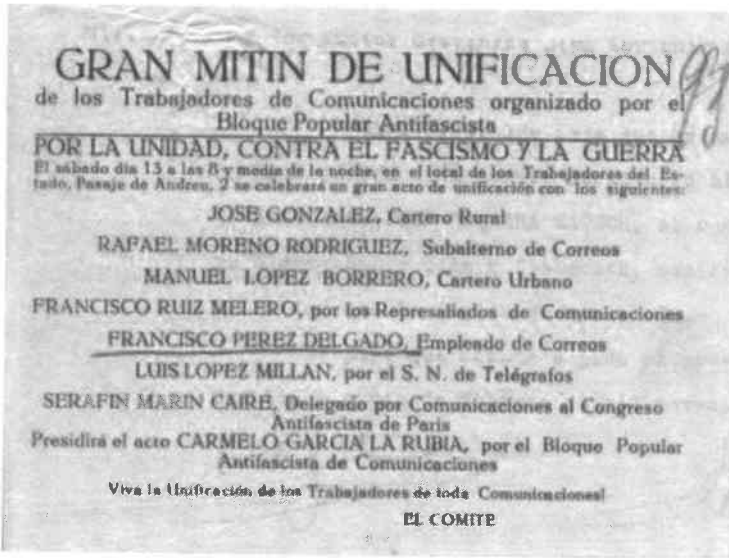 GRAN MITIN DE UNIFICACION
de los Trabajadores de Comunicaciones organizado por el
Bloque Popular Antifascista
POR LA UNIDAD, CONTRA EL FASCISMO Y LA GUERRA
El sábado dia 13 a las 8 y media de la noche, en el local de los Trabajadores del Es-
tado, Pasaje de Andreu, 2 se celebrará un gran acto de unificación con los siguientes:
JOSE GONZALEZ, Cartero Rural
RAFAEL MORENO RODRIGUEZ, Subalterno de Correos
MANUEL LOPEZ BORRERO, Cartero Urbano
FRANCISCO RUIZ MELERO, por los Represaliados de Comunicaciones
FRANCISCO PEREZ DELGADO, Empleado de Correos
LUIS LOPEZ MILLAN, por el S. N. de Telégrafos
SERAFIN MARIN CAIRE, Delegado por Comunicaciones al Congreso
Antifascista de Paris
Presidirá el acto CARMELO GARCIA LA RUBIA, por el Bloque Popular
Antifascista de Comunicaciones
Viva la Unificación de los Trabajadores de toda Comunicaciones!
EL COMITE